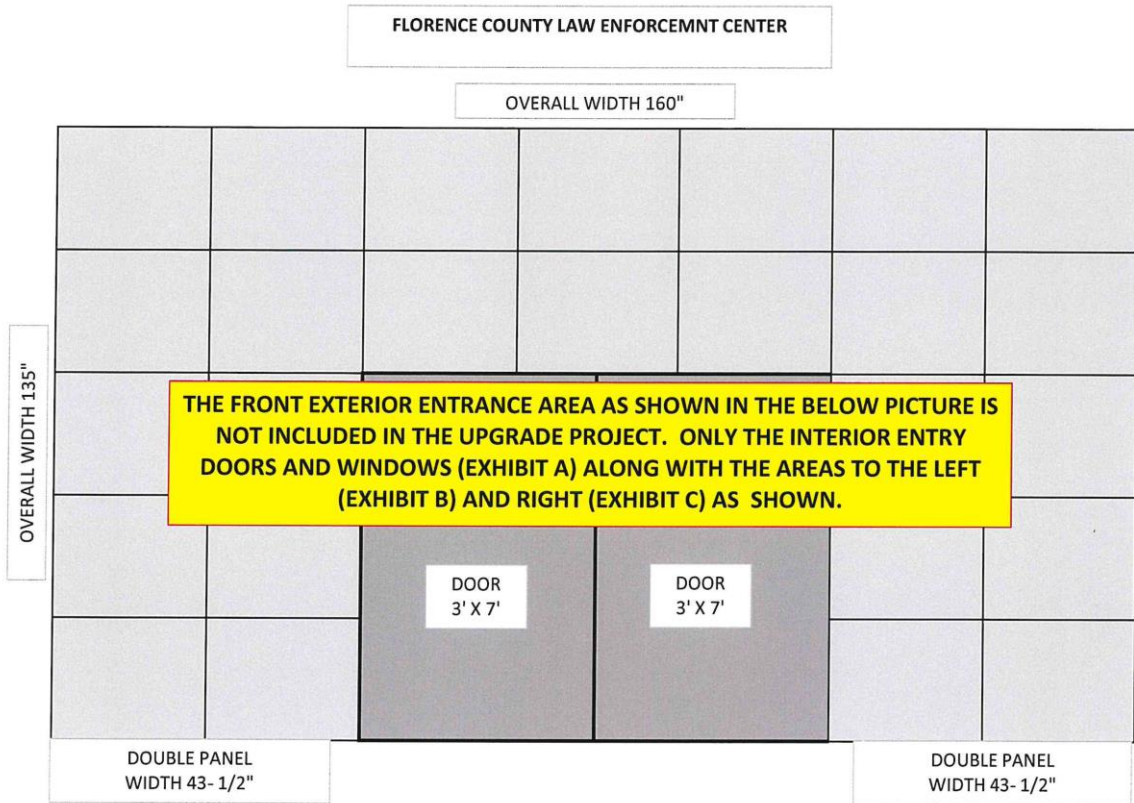 FLORENCE COUNTY LAW ENFORCEMNT CENTER
OVERALL WIDTH 160"
OVERALL WIDTH 135"
THE FRONT EXTERIOR ENTRANCE AREA AS SHOWN IN THE BELOW PICTURE IS
NOT INCLUDED IN THE UPGRADE PROJECT. ONLY THE INTERIOR ENTRY
DOORS AND WINDOWS (EXHIBIT A) ALONG WITH THE AREAS TO THE LEFT
(EXHIBIT B) AND RIGHT (EXHIBIT C) AS SHOWN.
DOOR
3' X 7'
DOOR
3' X 7'
DOUBLE PANEL
WIDTH 43- 1/2"
DOUBLE PANEL
WIDTH 43- 1/2"